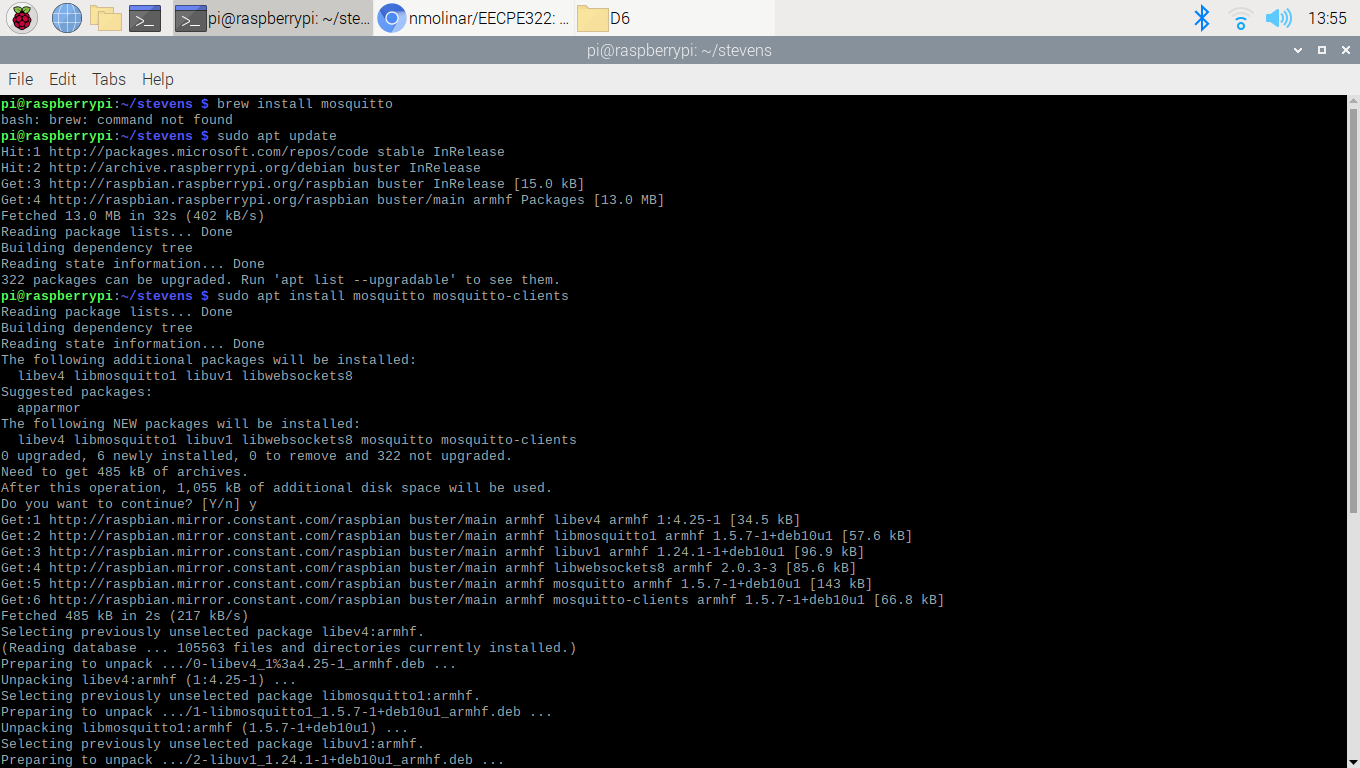 pi@raspberrypi: ~/ste...
nmolinar/EECPE322: ...
D6
13:55
pi@raspberrypi: ~/stevens
File Edit Tabs Help
pi@raspberrypi:~/stevens $ brew install mosquitto
bash: brew: command not found
pi@raspberrypi:~/stevens $ sudo apt update
Hit:1 http://packages.microsoft.com/repos/code stable InRelease
Hit:2 http://archive.raspberrypi.org/debian buster InRelease
Get:3 http://raspbian.raspberrypi.org/raspbian buster InRelease [15.0 kB]
Get:4 http://raspbian.raspberrypi.org/raspbian buster/main armhf Packages [13.0 MB]
Fetched 13.0 MB in 32s (402 kB/s)
Reading package lists... Done
Building dependency tree
Reading state information... Done
322 packages can be upgraded. Run 'apt list --upgradable' to see them.
pi@raspberrypi:~/stevens $ sudo apt install mosquitto mosquitto-clients
Reading package lists... Done
Building dependency tree
Reading state information... Done
The following additional packages will be installed:
  libev4 libmosquitto1 libuv1 libwebsockets8
Suggested packages:
  apparmor
The following NEW packages will be installed:
  libev4 libmosquitto1 libuv1 libwebsockets8 mosquitto mosquitto-clients
0 upgraded, 6 newly installed, 0 to remove and 322 not upgraded.
Need to get 485 kB of archives.
After this operation, 1,055 kB of additional disk space will be used.
Do you want to continue? [Y/n] y
Get:1 http://raspbian.mirror.constant.com/raspbian buster/main armhf libev4 armhf 1:4.25-1 [34.5 kB]
Get:2 http://raspbian.mirror.constant.com/raspbian buster/main armhf libmosquitto1 armhf 1.5.7-1+deb10u1 [57.6 kB]
Get:3 http://raspbian.mirror.constant.com/raspbian buster/main armhf libuv1 armhf 1.24.1-1+deb10u1 [96.9 kB]
Get:4 http://raspbian.mirror.constant.com/raspbian buster/main armhf libwebsockets8 armhf 2.0.3-3 [85.6 kB]
Get:5 http://raspbian.mirror.constant.com/raspbian buster/main armhf mosquitto armhf 1.5.7-1+deb10u1 [143 kB]
Get:6 http://raspbian.mirror.constant.com/raspbian buster/main armhf mosquitto-clients armhf 1.5.7-1+deb10u1 [66.8 kB]
Fetched 485 kB in 2s (217 kB/s)
Selecting previously unselected package libev4:armhf.
(Reading database ... 105563 files and directories currently installed.)
Preparing to unpack .../0-libev4_1%3a4.25-1_armhf.deb ...
Unpacking libev4:armhf (1:4.25-1) ...
Selecting previously unselected package libmosquitto1:armhf.
Preparing to unpack .../1-libmosquitto1_1.5.7-1+deb10u1_armhf.deb ...
Unpacking libmosquitto1:armhf (1.5.7-1+deb10u1) ...
Selecting previously unselected package libuv1:armhf.
Preparing to unpack .../2-libuv1_1.24.1-1+deb10u1_armhf.deb ...